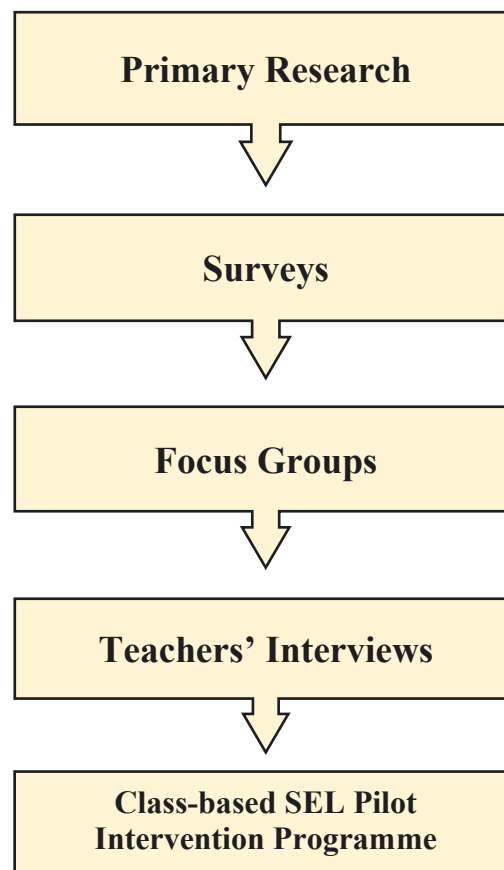 Primary Research
Surveys
Focus Groups
Teachers’ Interviews
Class-based SEL Pilot
Intervention Programme